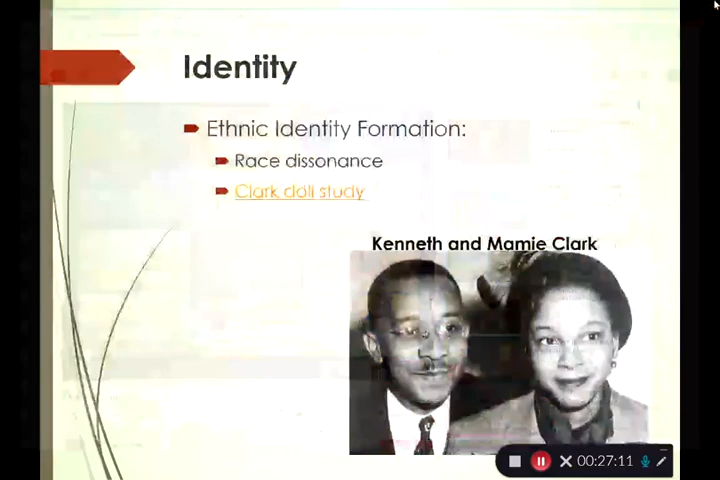 Identity
Ethnic Identity Formation:
Race dissonance
Clark doll study
Kenneth and Mamie Clark
00:27:11